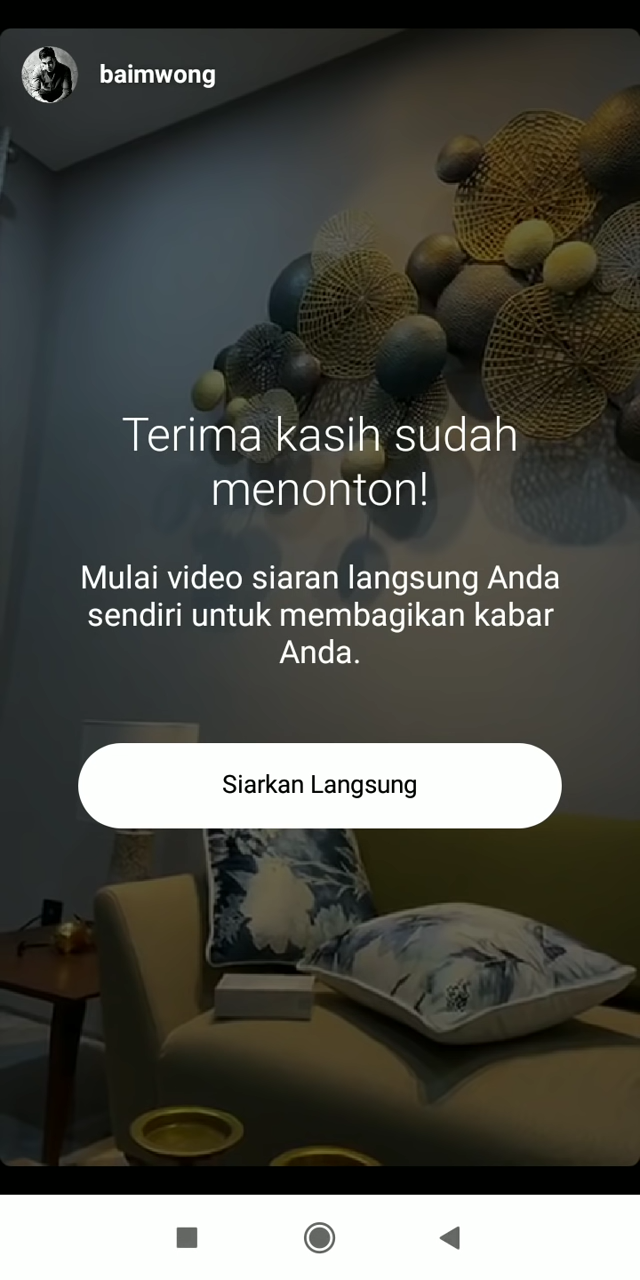 baimwong
Terima kasih sudah
menonton!
Mulai video siaran langsung Anda
sendiri untuk membagikan kabar
Anda.
Siarkan Langsung